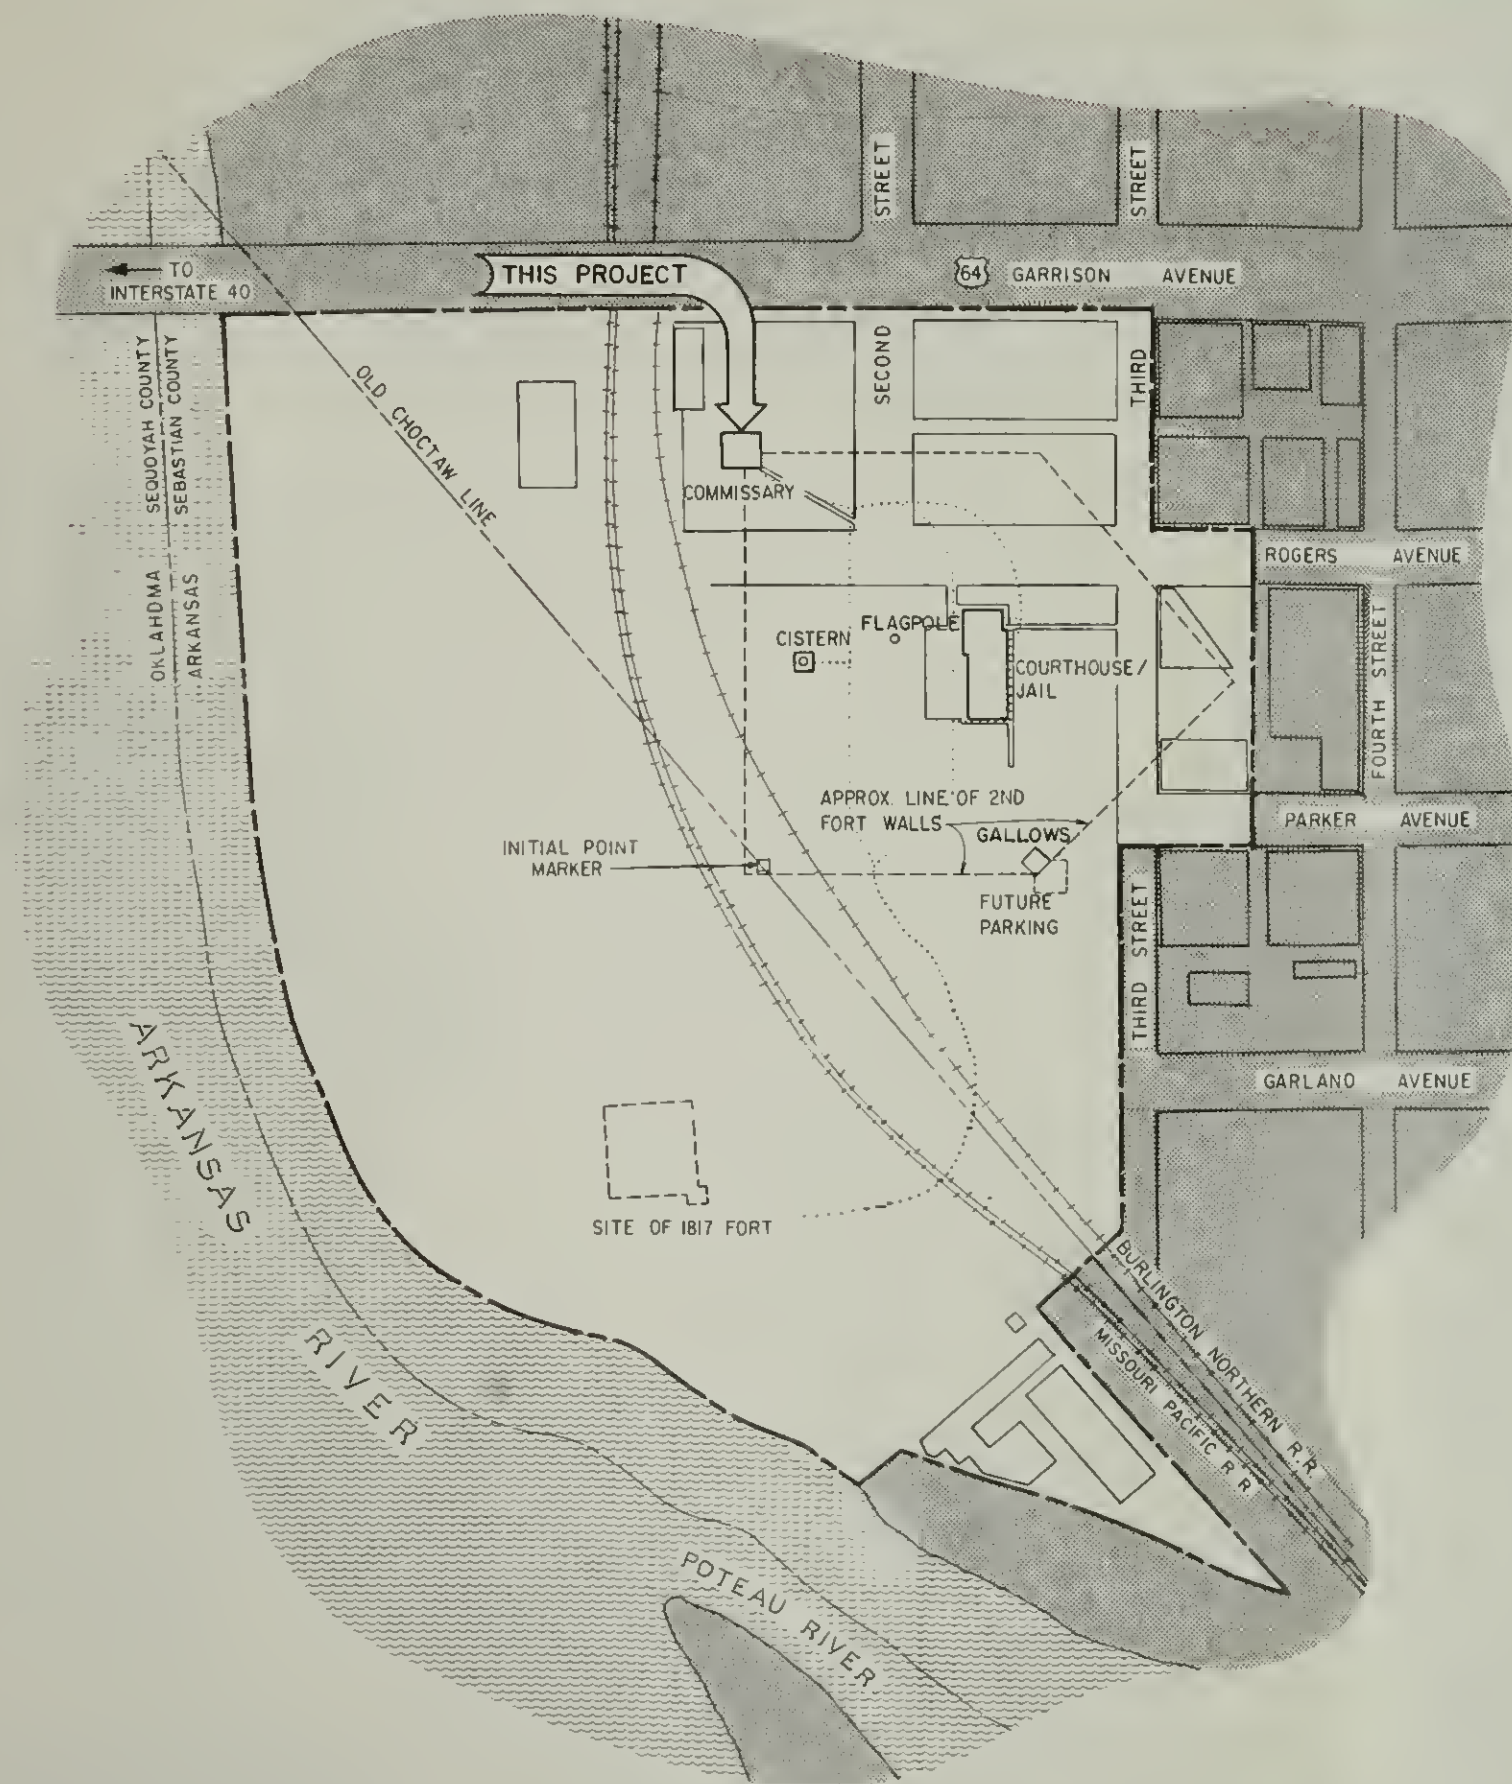 STREET
STREET
TO
INTERSTATE 40
THIS PROJECT
64
GARRISON AVENUE
SEQUOYAH COUNTY
SEBASTIAN COUNTY
OLD CHOCTAW LINE
SECOND
THIRD
COMMISSARY
ROGERS AVENUE
OKLAHOMA
ARKANSAS
CISTERN
FLAGPOLE
COURTHOUSE/
JAIL
FOURTH STREET
APPROX. LINE OF 2ND
FORT WALLS
GALLOWS
PARKER AVENUE
INITIAL POINT
MARKER
FUTURE
PARKING
THIRD STREET
GARLAND AVENUE
ARKANSAS
RIVER
SITE OF 1817 FORT
BURLINGTON NORTHERN R.R.
MISSOURI PACIFIC R R
POTEAU RIVER